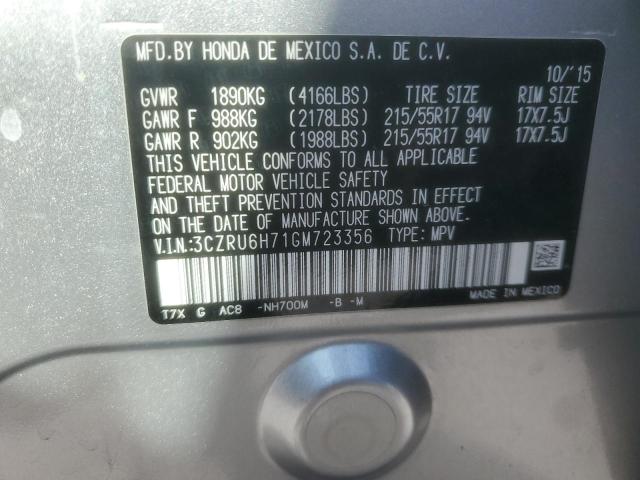 MFD.BY HONDA DE MEXICO S.A. DE C.V.
10/'15
GVWR 1890KG (4166LBS) TIRE SIZE RIM SIZE
GAWR F 988KG (2178LBS) 215/55R17 94V 17X7.5J
GAWR R 902KG (1988LBS) 215/55R17 94V 17X7.5J
THIS VEHICLE CONFORMS TO ALL APPLICABLE
FEDERAL MOTOR VEHICLE SAFETY
AND THEFT PREVENTION STANDARDS IN EFFECT
ON THE DATE OF MANUFACTURE SHOWN ABOVE.
V.I.N.:3CZRU6H71GM723356 TYPE: MPV
T7X G AC8 -NH700M -B -M
MADE IN MEXICO